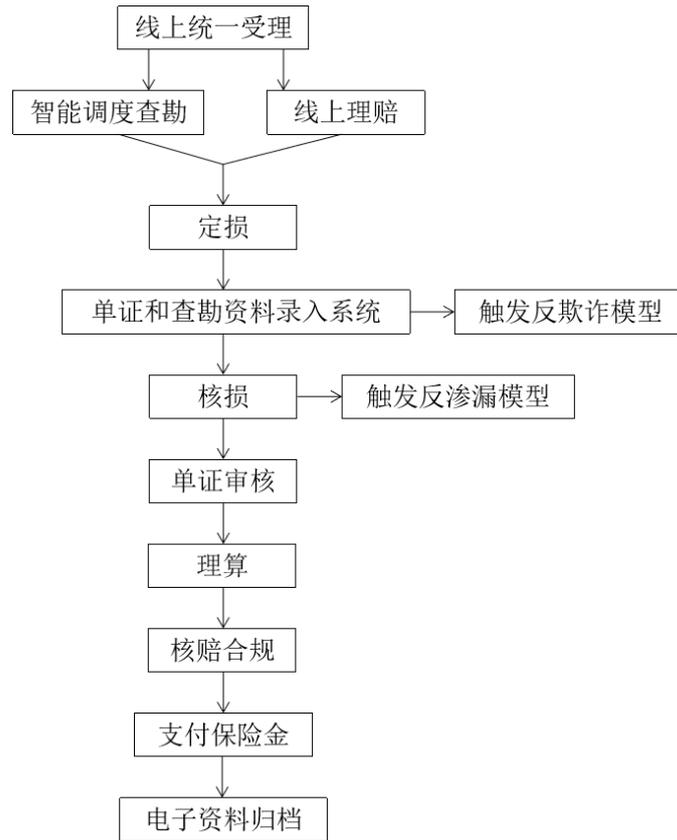 线上统一受理
智能调度查勘
线上理赔
定损
单证和查勘资料录入系统
触发反欺诈模型
核损
触发反渗漏模型
单证审核
理算
核赔合规
支付保险金
电子资料归档